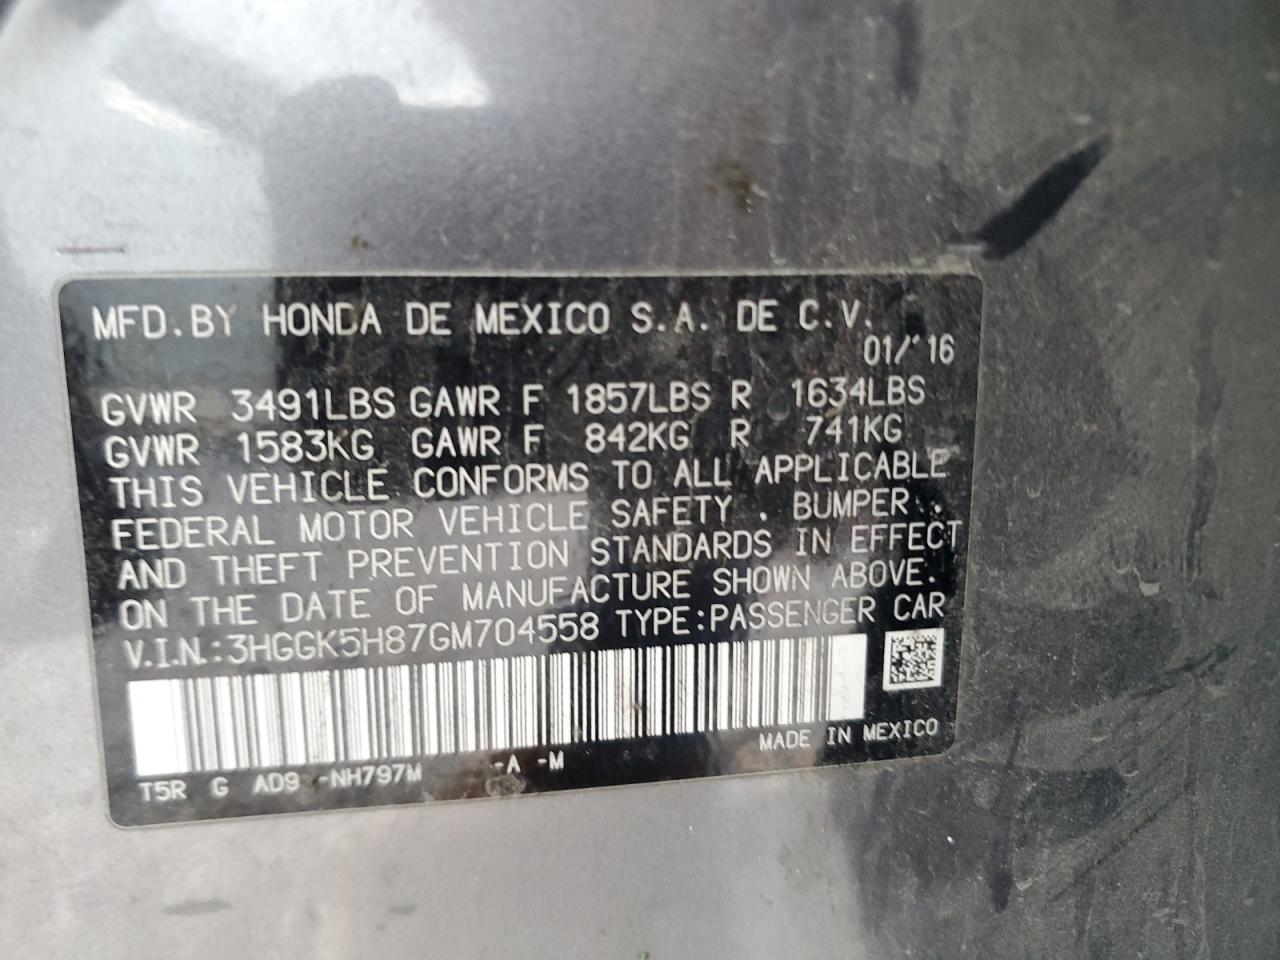 MFD.BY HONDA DE MEXICO S.A. DE C.V.
01/'16
GVWR 3491LBS GAWR F 1857LBS R 1634LBS
GVWR 1583KG GAWR F 842KG R 741KG
THIS VEHICLE CONFORMS TO ALL APPLICABLE
FEDERAL MOTOR VEHICLE SAFETY, BUMPER,
AND THEFT PREVENTION STANDARDS IN EFFECT
ON THE DATE OF MANUFACTURE SHOWN ABOVE.
V.I.N.:3HGGK5H87GM704558 TYPE:PASSENGER CAR
MADE IN MEXICO
T5R G AD9 -NH797M -A -M